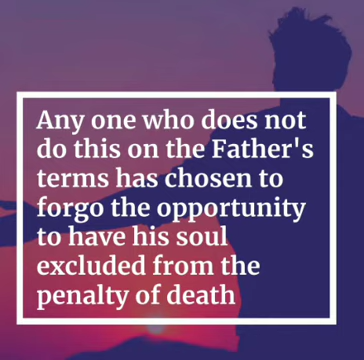 Any one who does not
do this on the Father's
terms has chosen to
forgo the opportunity
to have his soul
excluded from the
penalty of death